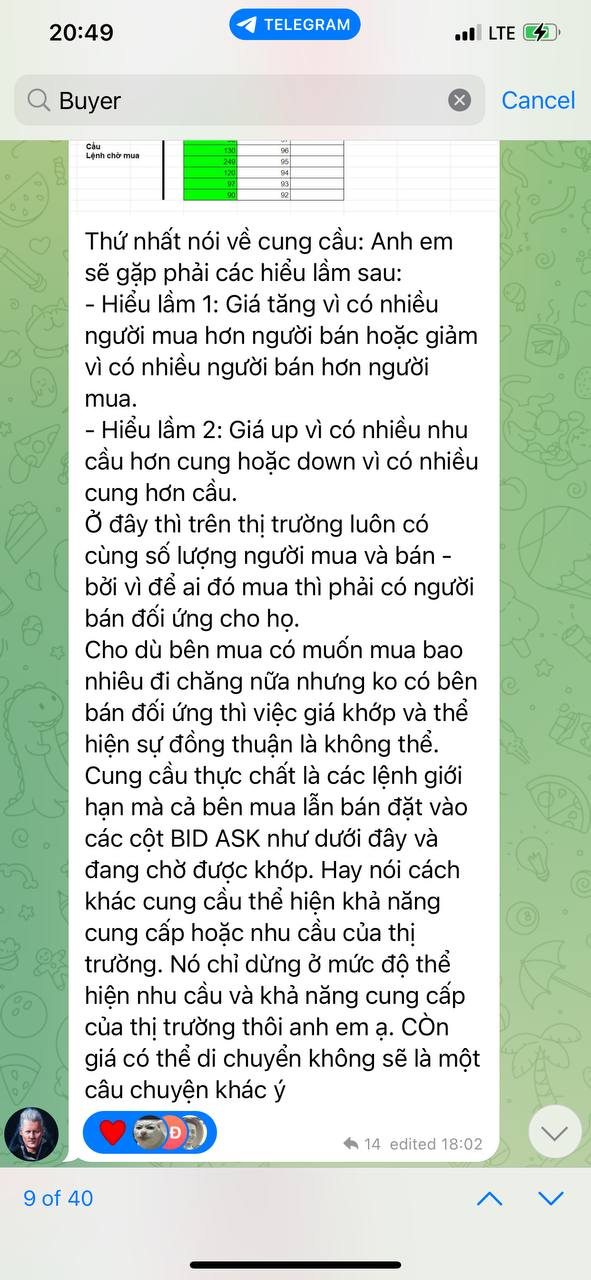 20:49
TELEGRAM
LTE
Buyer
Cancel
Cầu
Lệnh chờ mua
130 96
249 95
120 94
97 93
90 92
Thứ nhất nói về cung cầu: Anh em
sẽ gặp phải các hiểu lầm sau:
- Hiểu lầm 1: Giá tăng vì có nhiều
người mua hơn người bán hoặc giảm
vì có nhiều người bán hơn người
mua.
- Hiểu lầm 2: Giá up vì có nhiều nhu
cầu hơn cung hoặc down vì có nhiều
cung hơn cầu.
Ở đây thì trên thị trường luôn có
cùng số lượng người mua và bán -
bởi vì để ai đó mua thì phải có người
bán đối ứng cho họ.
Cho dù bên mua có muốn mua bao
nhiêu đi chăng nữa nhưng ko có bên
bán đối ứng thì việc giá khớp và thể
hiện sự đồng thuận là không thể.
Cung cầu thực chất là các lệnh giới
hạn mà cả bên mua lẫn bán đặt vào
các cột BID ASK như dưới đây và
đang chờ được khớp. Hay nói cách
khác cung cầu thể hiện khả năng
cung cấp hoặc nhu cầu của thị
trường. Nó chỉ dừng ở mức độ thể
hiện nhu cầu và khả năng cung cấp
của thị trường thôi anh em ạ. CÒn
giá có thể di chuyển không sẽ là một
câu chuyện khác ý
Đ
14 edited 18:02
9 of 40